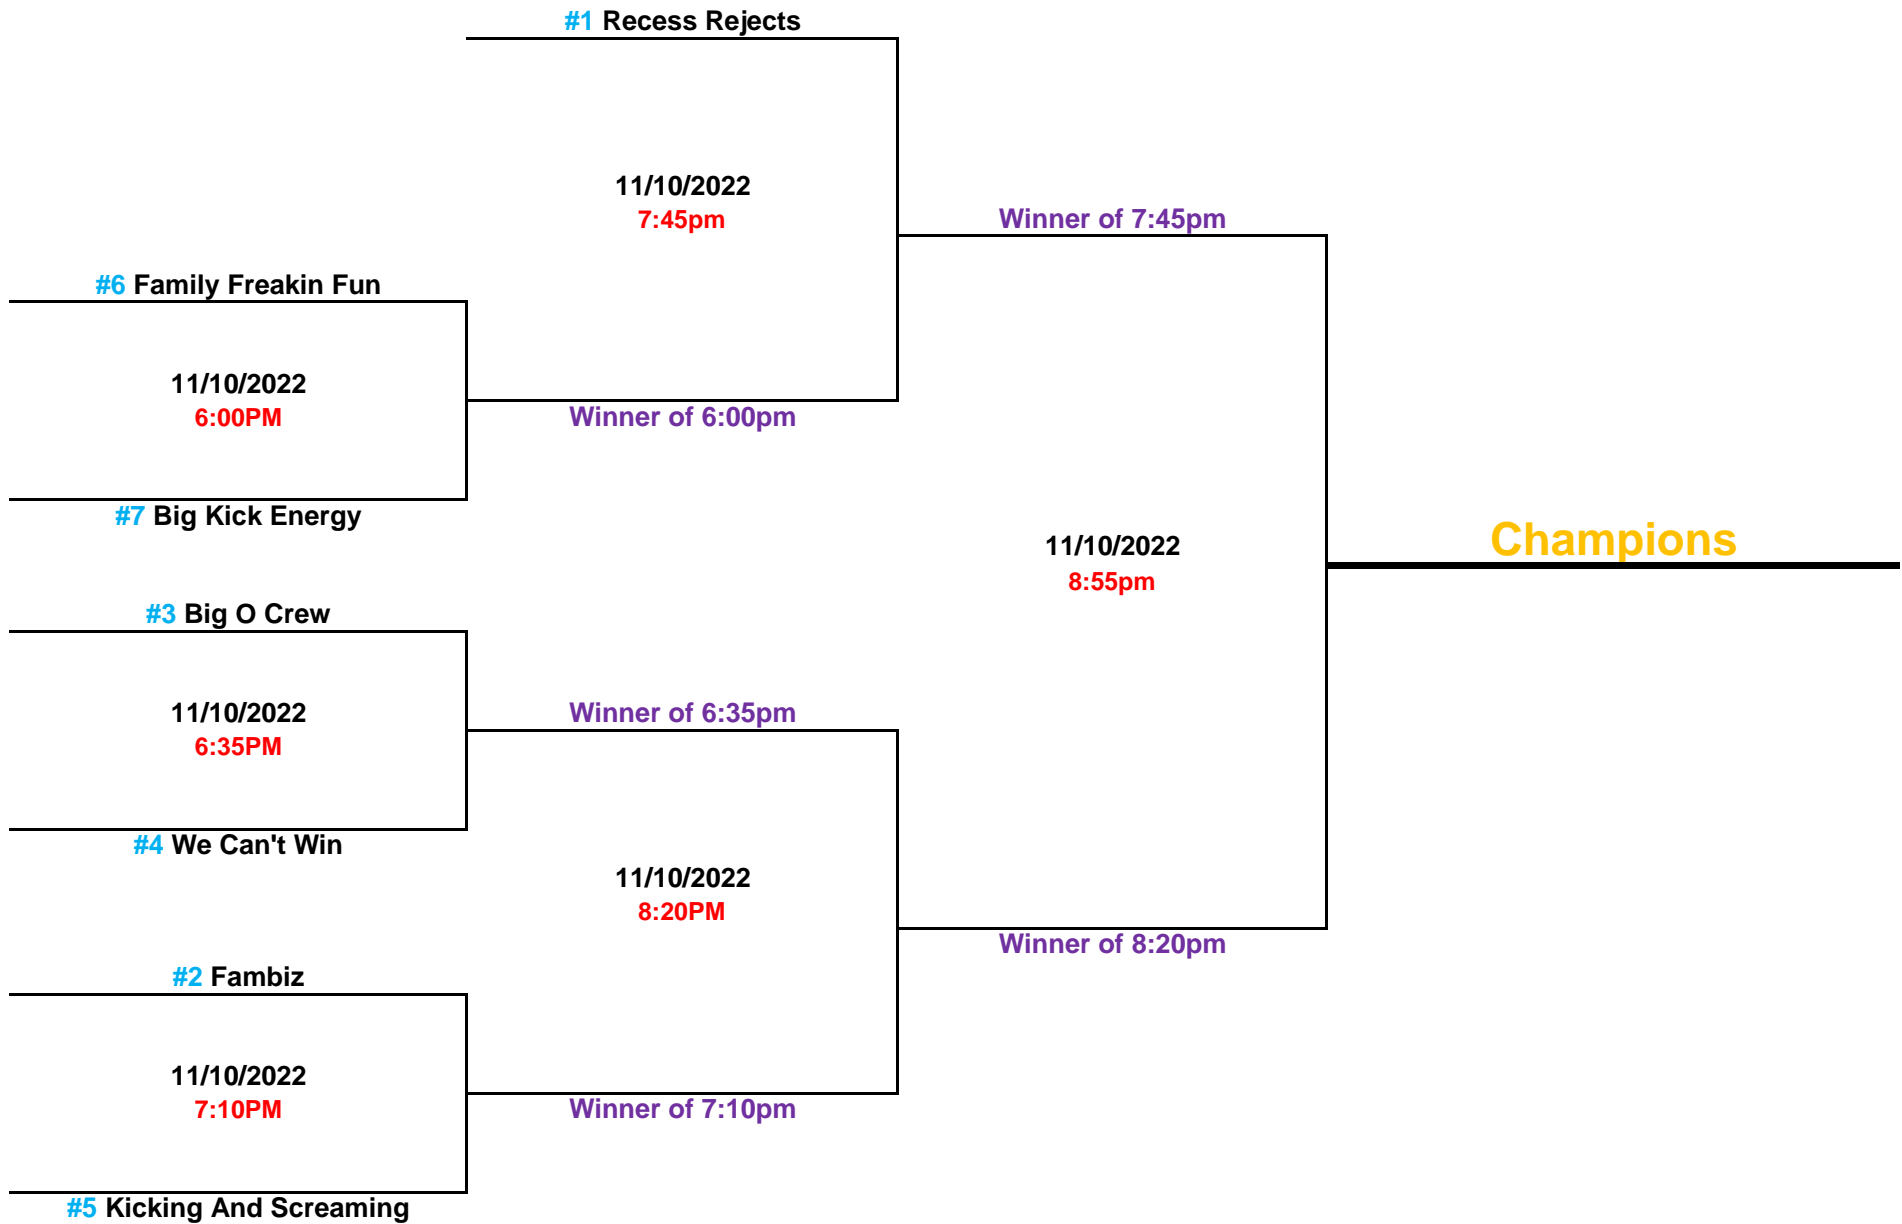 #1 Recess Rejects
11/10/2022
7:45pm
Winner of 7:45pm
#6 Family Freakin Fun
11/10/2022
6:00PM
Winner of 6:00pm
#7 Big Kick Energy
11/10/2022
8:55pm
Champions
#3 Big O Crew
11/10/2022
6:35PM
Winner of 6:35pm
#4 We Can't Win
11/10/2022
8:20PM
Winner of 8:20pm
#2 Fambiz
11/10/2022
7:10PM
Winner of 7:10pm
#5 Kicking And Screaming